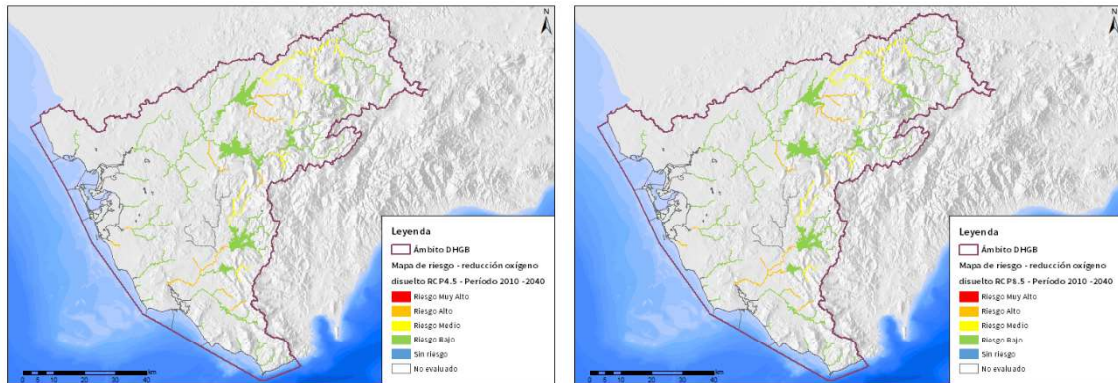 N
Leyenda
Ámbito DHGB
Mapa de riesgo - reducción oxígeno
disuelto RCP4.5 - Período 2010 -2040
Riesgo Muy Alto
Riesgo Alto
Riesgo Medio
Riesgo Bajo
Sin riesgo
No evaluado
km
0 5 10 20 30 40
N
Leyenda
Ámbito DHGB
Mapa de riesgo - reducción oxígeno
disuelto RCP8.5 - Período 2010 -2040
Riesgo Muy Alto
Riesgo Alto
Riesgo Medio
Riesgo Bajo
Sin riesgo
No evaluado
km
0 5 10 20 30 40